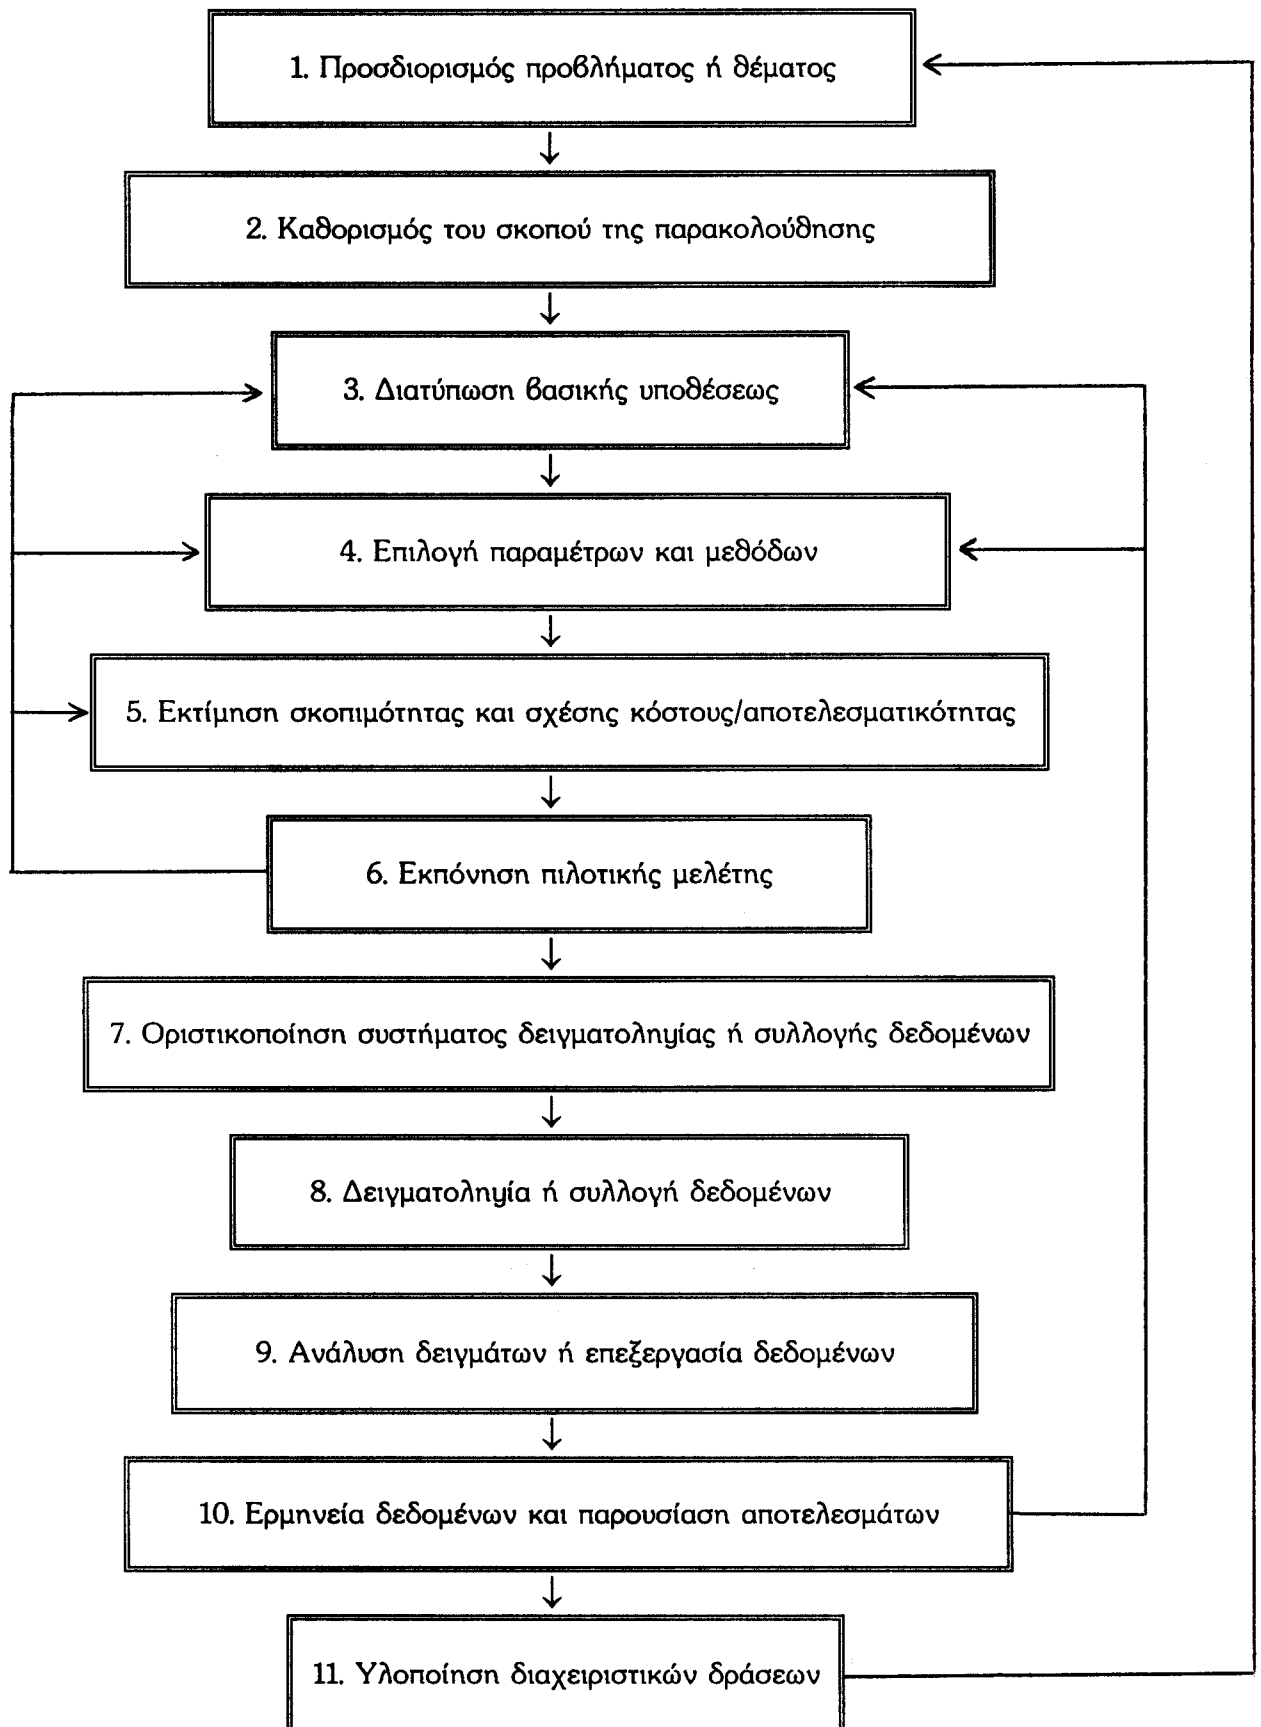 1. Προσδιορισμός προβλήματος ή θέματος
2. Καθορισμός του σκοπού της παρακολούθησης
3. Διατύπωση βασικής υποθέσεως
4. Επιλογή παραμέτρων και μεθόδων
5. Εκτίμηση σκοπιμότητας και σχέσης κόστους/αποτελεσματικότητας
6. Εκπόνηση πιλοτικής μελέτης
7. Οριστικοποίηση συστήματος δειγματοληψίας ή συλλογής δεδομένων
8. Δειγματοληψία ή συλλογή δεδομένων
9. Ανάλυση δειγμάτων ή επεξεργασία δεδομένων
10. Ερμηνεία δεδομένων και παρουσίαση αποτελεσμάτων
11. Υλοποίηση διαχειριστικών δράσεων